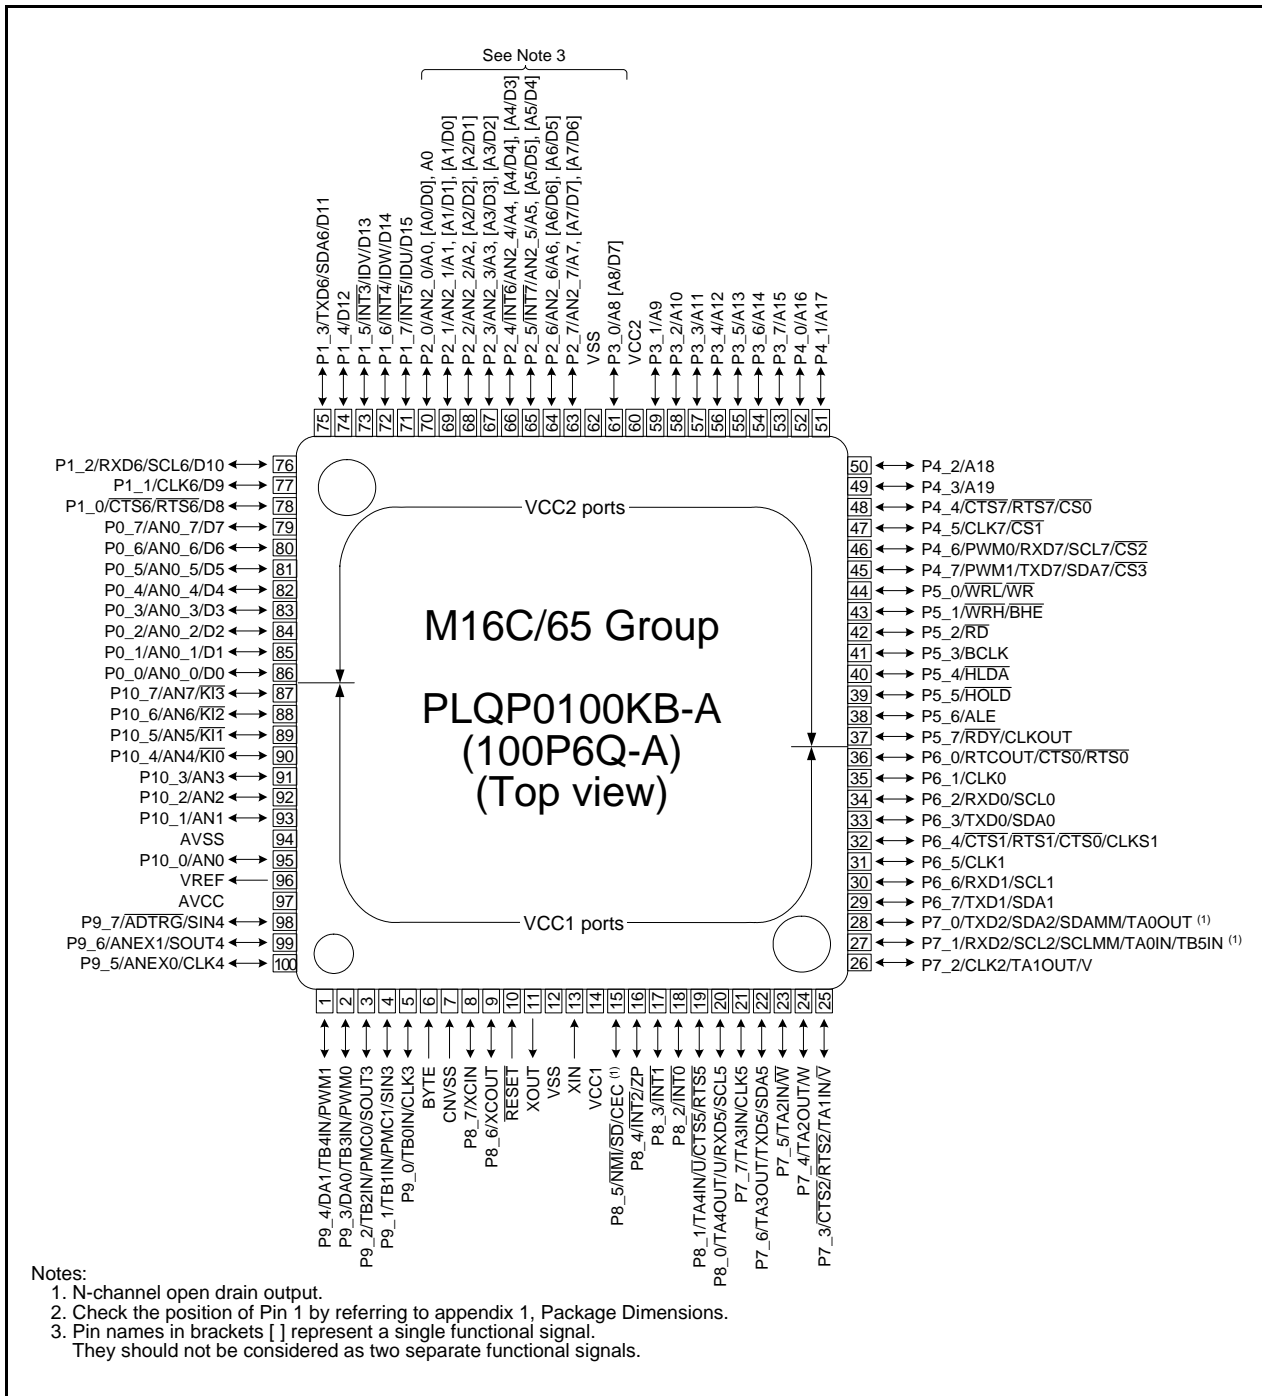 See Note 3
P1_3/TXD6/SDA6/D11
P1_4/D12
P1_5/INT3/IDV/D13
P1_6/INT4/IDW/D14
P1_7/INT5/IDU/D15
P2_0/AN2_0/A0, [A0/D0], A0
P2_1/AN2_1/A1, [A1/D1], [A1/D0]
P2_2/AN2_2/A2, [A2/D2], [A2/D1]
P2_3/AN2_3/A3, [A3/D3], [A3/D2]
P2_4/INT6/AN2_4/A4, [A4/D4], [A4/D3]
P2_5/INT7/AN2_5/A5, [A5/D5], [A5/D4]
P2_6/AN2_6/A6, [A6/D6], [A6/D5]
P2_7/AN2_7/A7, [A7/D7], [A7/D6]
VSS
P3_0/A8 [A8/D7]
VCC2
P3_1/A9
P3_2/A10
P3_3/A11
P3_4/A12
P3_5/A13
P3_6/A14
P3_7/A15
P4_0/A16
P4_1/A17
75 74 73 72 71 70 69 68 67 66 65 64 63 62 61 60 59 58 57 56 55 54 53 52 51
P1_2/RXD6/SCL6/D10 76
P1_1/CLK6/D9 77
P1_0/CTS6/RTS6/D8 78
P0_7/AN0_7/D7 79
P0_6/AN0_6/D6 80
P0_5/AN0_5/D5 81
P0_4/AN0_4/D4 82
P0_3/AN0_3/D3 83
P0_2/AN0_2/D2 84
P0_1/AN0_1/D1 85
P0_0/AN0_0/D0 86
P10_7/AN7/KI3 87
P10_6/AN6/KI2 88
P10_5/AN5/KI1 89
P10_4/AN4/KI0 90
P10_3/AN3 91
P10_2/AN2 92
P10_1/AN1 93
AVSS 94
P10_0/AN0 95
VREF 96
AVCC 97
P9_7/ADTRG/SIN4 98
P9_6/ANEX1/SOUT4 99
P9_5/ANEX0/CLK4 100
VCC2 ports
M16C/65 Group
PLQP0100KB-A
(100P6Q-A)
(Top view)
VCC1 ports
50 P4_2/A18
49 P4_3/A19
48 P4_4/CTS7/RTS7/CS0
47 P4_5/CLK7/CS1
46 P4_6/PWM0/RXD7/SCL7/CS2
45 P4_7/PWM1/TXD7/SDA7/CS3
44 P5_0/WRL/WR
43 P5_1/WRH/BHE
42 P5_2/RD
41 P5_3/BCLK
40 P5_4/HLDA
39 P5_5/HOLD
38 P5_6/ALE
37 P5_7/RDY/CLKOUT
36 P6_0/RTCOUT/CTS0/RTS0
35 P6_1/CLK0
34 P6_2/RXD0/SCL0
33 P6_3/TXD0/SDA0
32 P6_4/CTS1/RTS1/CTS0/CLKS1
31 P6_5/CLK1
30 P6_6/RXD1/SCL1
29 P6_7/TXD1/SDA1
28 P7_0/TXD2/SDA2/SDAMM/TA0OUT (1)
27 P7_1/RXD2/SCL2/SCLMM/TA0IN/TB5IN (1)
26 P7_2/CLK2/TA1OUT/V
1 2 3 4 5 6 7 8 9 10 11 12 13 14 15 16 17 18 19 20 21 22 23 24 25
P9_4/DA1/TB4IN/PWM1
P9_3/DA0/TB3IN/PWM0
P9_2/TB2IN/PMC0/SOUT3
P9_1/TB1IN/PMC1/SIN3
P9_0/TB0IN/CLK3
BYTE
CNVSS
P8_7/XCIN
P8_6/XCOUT
RESET
XOUT
VSS
XIN
VCC1
P8_5/NMI/SD/CEC (1)
P8_4/INT2/ZP
P8_3/INT1
P8_2/INT0
P8_1/TA4IN/U/CTS5/RTS5
P8_0/TA4OUT/U/RXD5/SCL5
P7_7/TA3IN/CLK5
P7_6/TA3OUT/TXD5/SDA5
P7_5/TA2IN/W
P7_4/TA2OUT/W
P7_3/CTS2/RTS2/TA1IN/V
Notes:
1. N-channel open drain output.
2. Check the position of Pin 1 by referring to appendix 1, Package Dimensions.
3. Pin names in brackets [ ] represent a single functional signal.
They should not be considered as two separate functional signals.